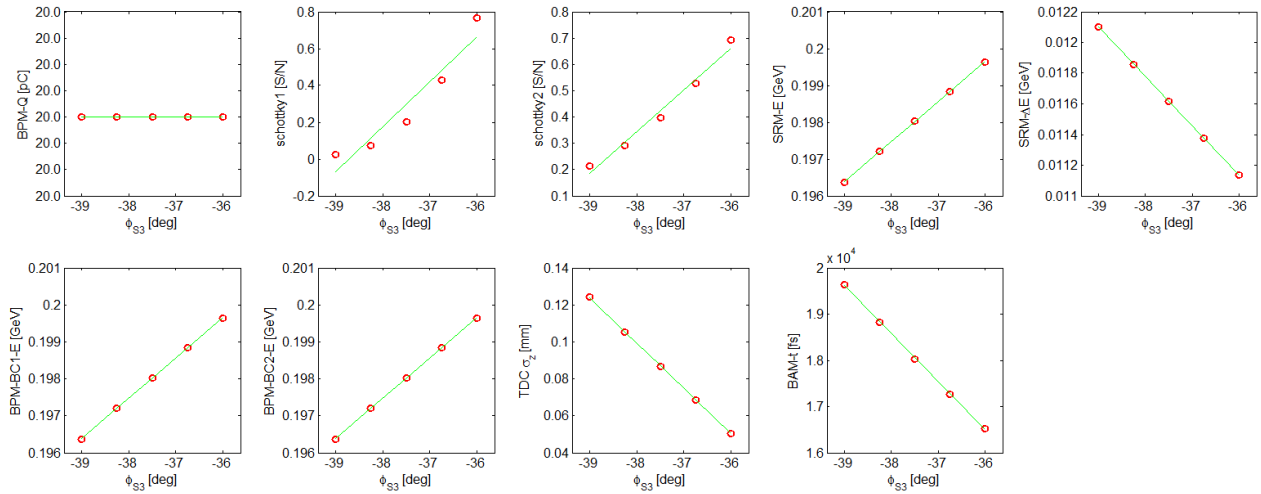 BPM-Q [pC]
20.0
20.0
20.0
20.0
20.0
20.0
20.0
20.0
-39 -38 -37 -36
ϕS3 [deg]
schottky1 [S/N]
0.8
0.6
0.4
0.2
0
-0.2
-39 -38 -37 -36
ϕS3 [deg]
schottky2 [S/N]
0.8
0.7
0.6
0.5
0.4
0.3
0.2
0.1
-39 -38 -37 -36
ϕS3 [deg]
SRM-E [GeV]
0.201
0.2
0.199
0.198
0.197
0.196
-39 -38 -37 -36
ϕS3 [deg]
SRM-ΔE [GeV]
0.0122
0.012
0.0118
0.0116
0.0114
0.0112
0.011
-39 -38 -37 -36
ϕS3 [deg]
BPM-BC1-E [GeV]
0.201
0.2
0.199
0.198
0.197
0.196
-39 -38 -37 -36
ϕS3 [deg]
BPM-BC2-E [GeV]
0.201
0.2
0.199
0.198
0.197
0.196
-39 -38 -37 -36
ϕS3 [deg]
TDC σz [mm]
0.14
0.12
0.1
0.08
0.06
0.04
-39 -38 -37 -36
ϕS3 [deg]
x 10^4
BAM-t [fs]
2
1.9
1.8
1.7
1.6
-39 -38 -37 -36
ϕS3 [deg]